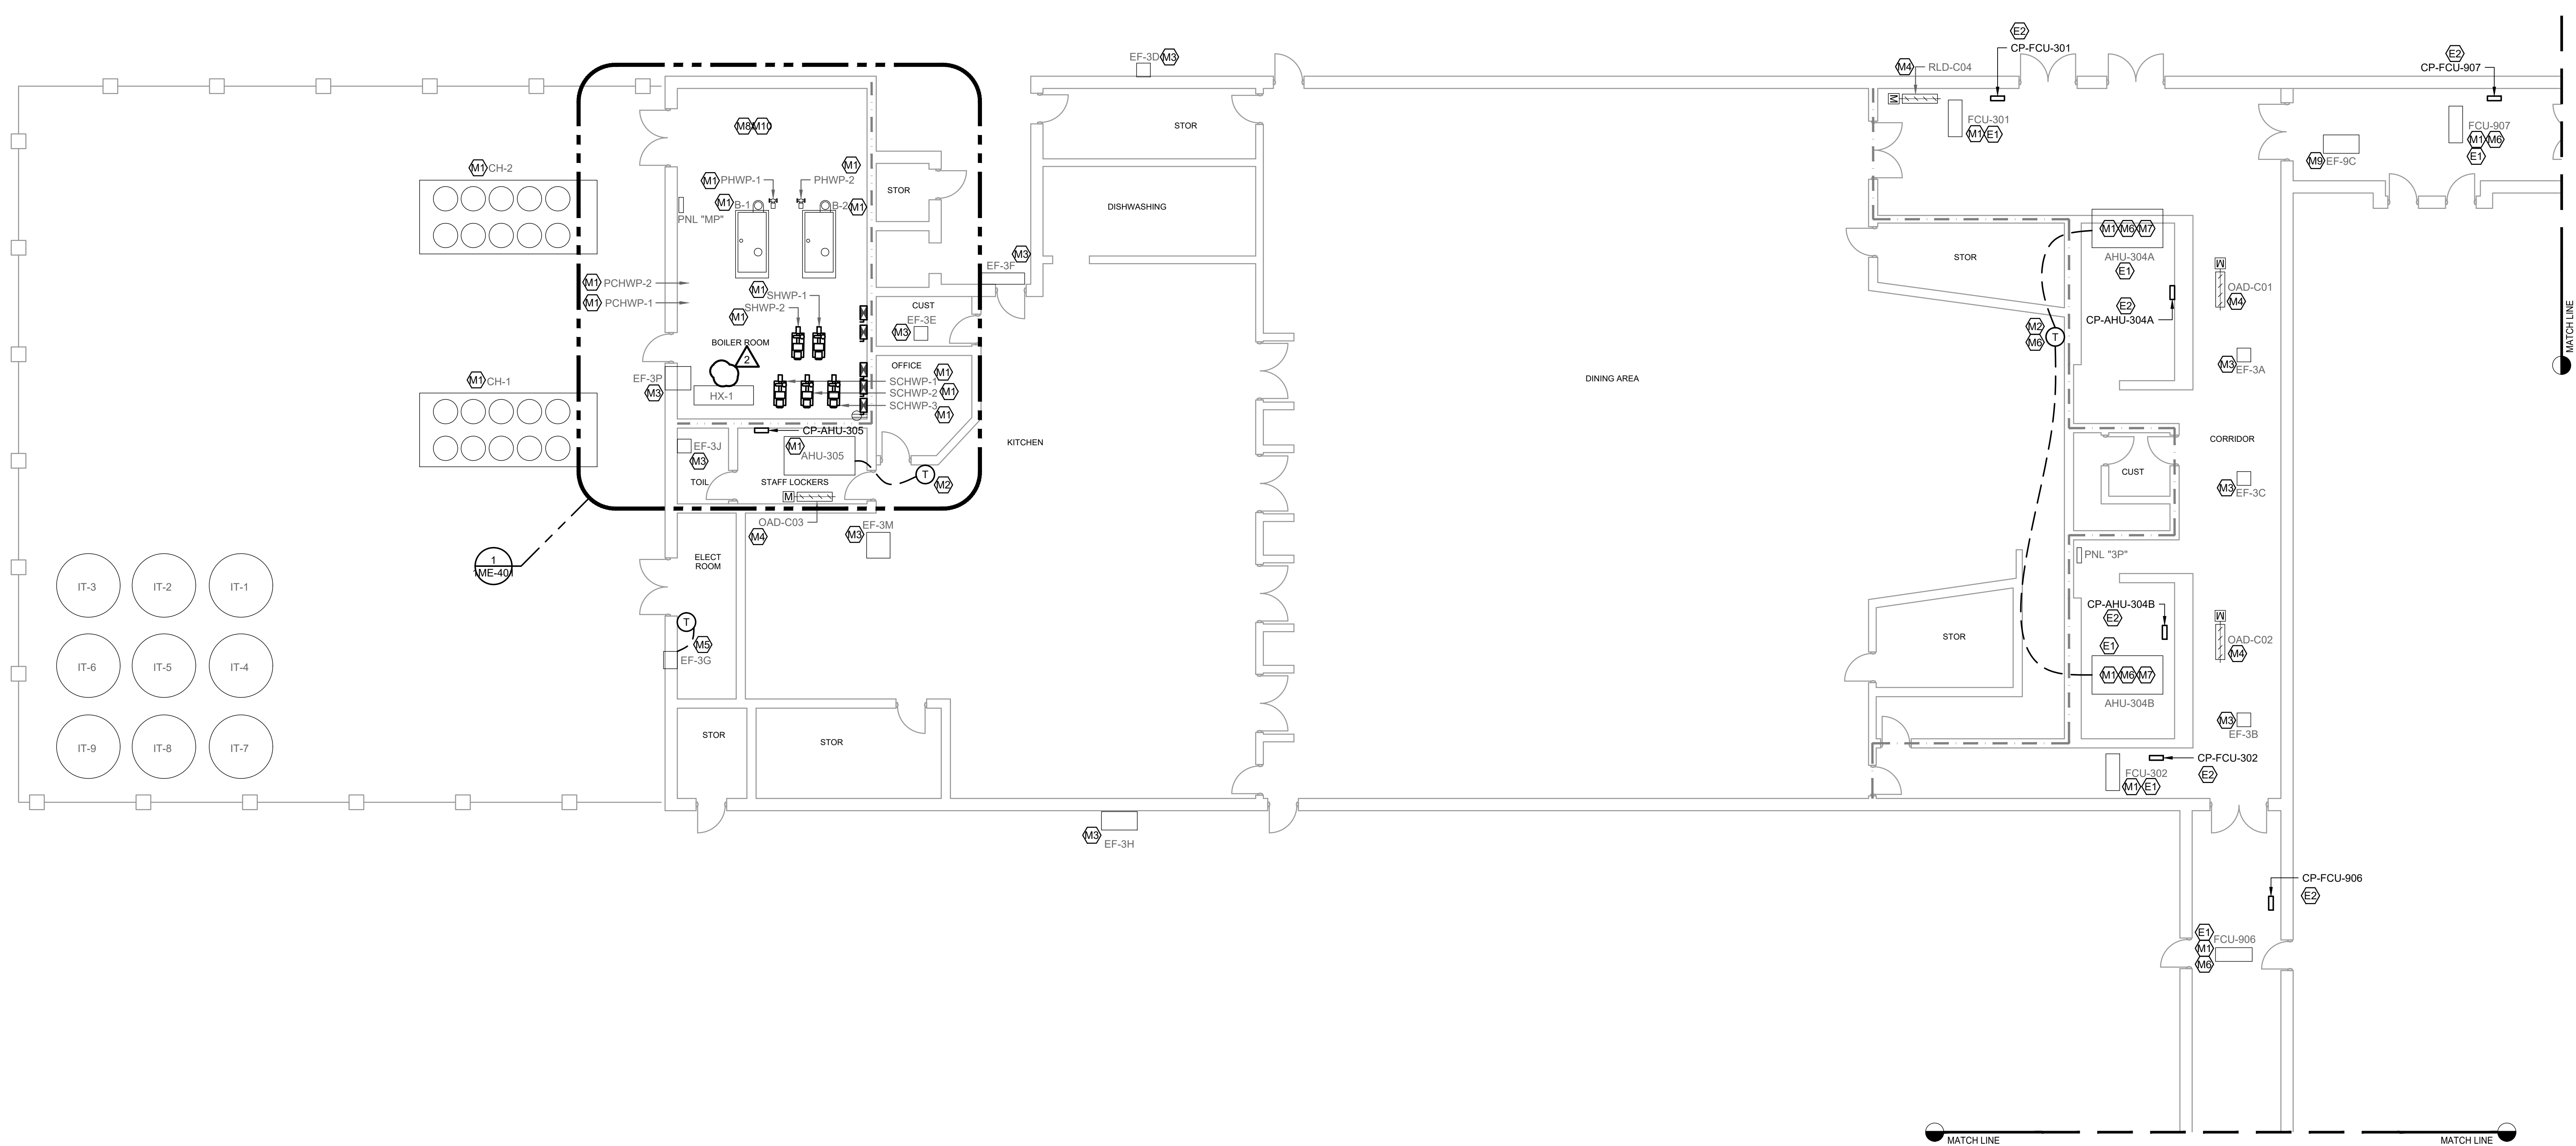 E2
CP-FCU-301
E2
CP-FCU-907
EF-3D M3
M4 RLD-C04
M
FCU-301
M1 E1
FCU-907
M1 M6
E1
M9 EF-9C
MATCH LINE
STOR
M8 M10
M1
M1 CH-2
M1 PHWP-1
PHWP-2
STOR
M1 B-1
B-2 M1
PNL "MP"
DISHWASHING
M1 M6 M7
AHU-304A
E1
STOR
M3
EF-3F
M
OAD-C01
M4
M1 PCHWP-2
M1 PCHWP-1
M1 SHWP-1
SHWP-2
M1
CUST
EF-3E
M3
E2
CP-AHU-304A
M2
M6
T
BOILER ROOM
2
OFFICE
M1
SCHWP-1
SCHWP-2 M1
SCHWP-3
M1
M1 CH-1
EF-3P
M3
HX-1
DINING AREA
M3
EF-3A
CP-AHU-305
M1
AHU-305
EF-3J
M3
TOIL
STAFF LOCKERS
M
T
M2
KITCHEN
CORRIDOR
CUST
M3 EF-3C
OAD-C03
M4
EF-3M
M3
1
1ME-401
ELECT
ROOM
PNL "3P"
IT-3
IT-2
IT-1
CP-AHU-304B
E2
M
OAD-C02
M4
T
M5
EF-3G
STOR
E1
M1 M6 M7
AHU-304B
IT-6
IT-5
IT-4
M3
EF-3B
STOR
STOR
IT-9
IT-8
IT-7
CP-FCU-302
E2
FCU-302
M1 E1
M3
EF-3H
CP-FCU-906
E2
E1
M1
M6
FCU-906
MATCH LINE
MATCH LINE